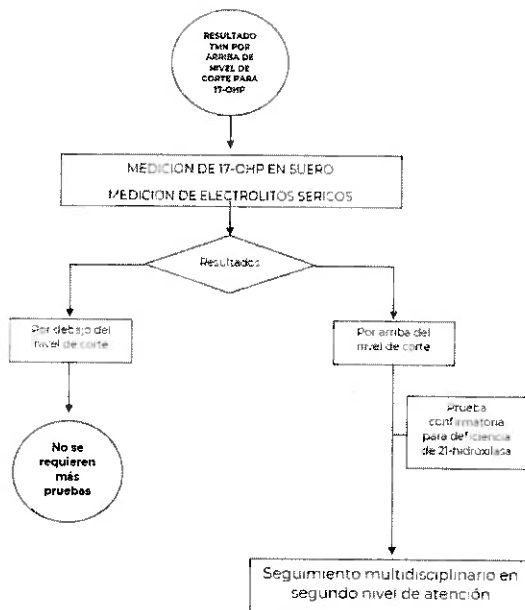 RESULTADO
TMN POR
ARRIBA DE
NIVEL DE
CORTE PARA
17-OHP
MEDICION DE 17-OHP EN SUERO
MEDICION DE ELECTROLITOS SERICOS
Resultados
Por debajo del
nivel de corte
Por arriba del
nivel de corte
No se
requieren
más
pruebas
Prueba
confirmatoria
para deficiencia
de 21-hidroxilasa
Seguimiento multidisciplinario en
segundo nivel de atención